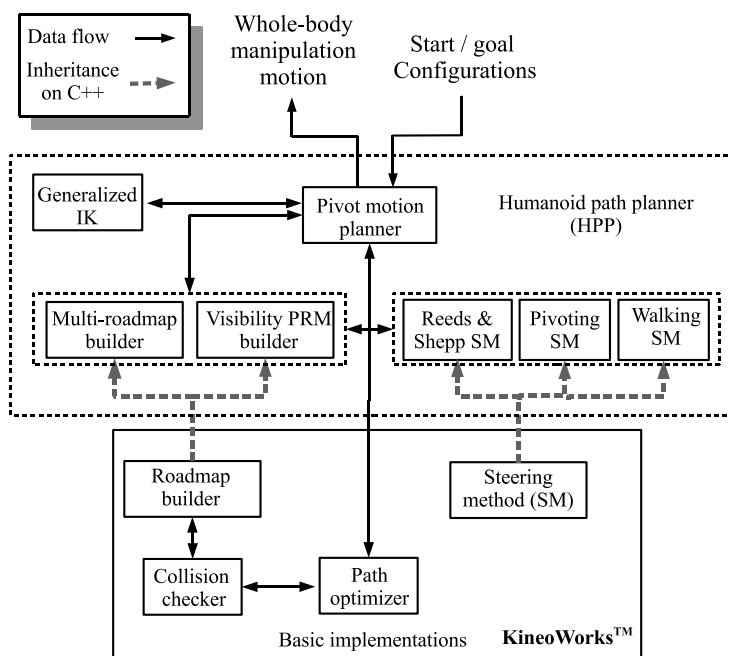 Data flow
Inheritance
on C++
Whole-body
manipulation
motion
Start / goal
Configurations
Generalized
IK
Pivot motion
planner
Humanoid path planner
(HPP)
Multi-roadmap
builder
Visibility PRM
builder
Reeds &
Shepp SM
Pivoting
SM
Walking
SM
Roadmap
builder
Steering
method (SM)
Collision
checker
Path
optimizer
Basic implementations
KineoWorks™